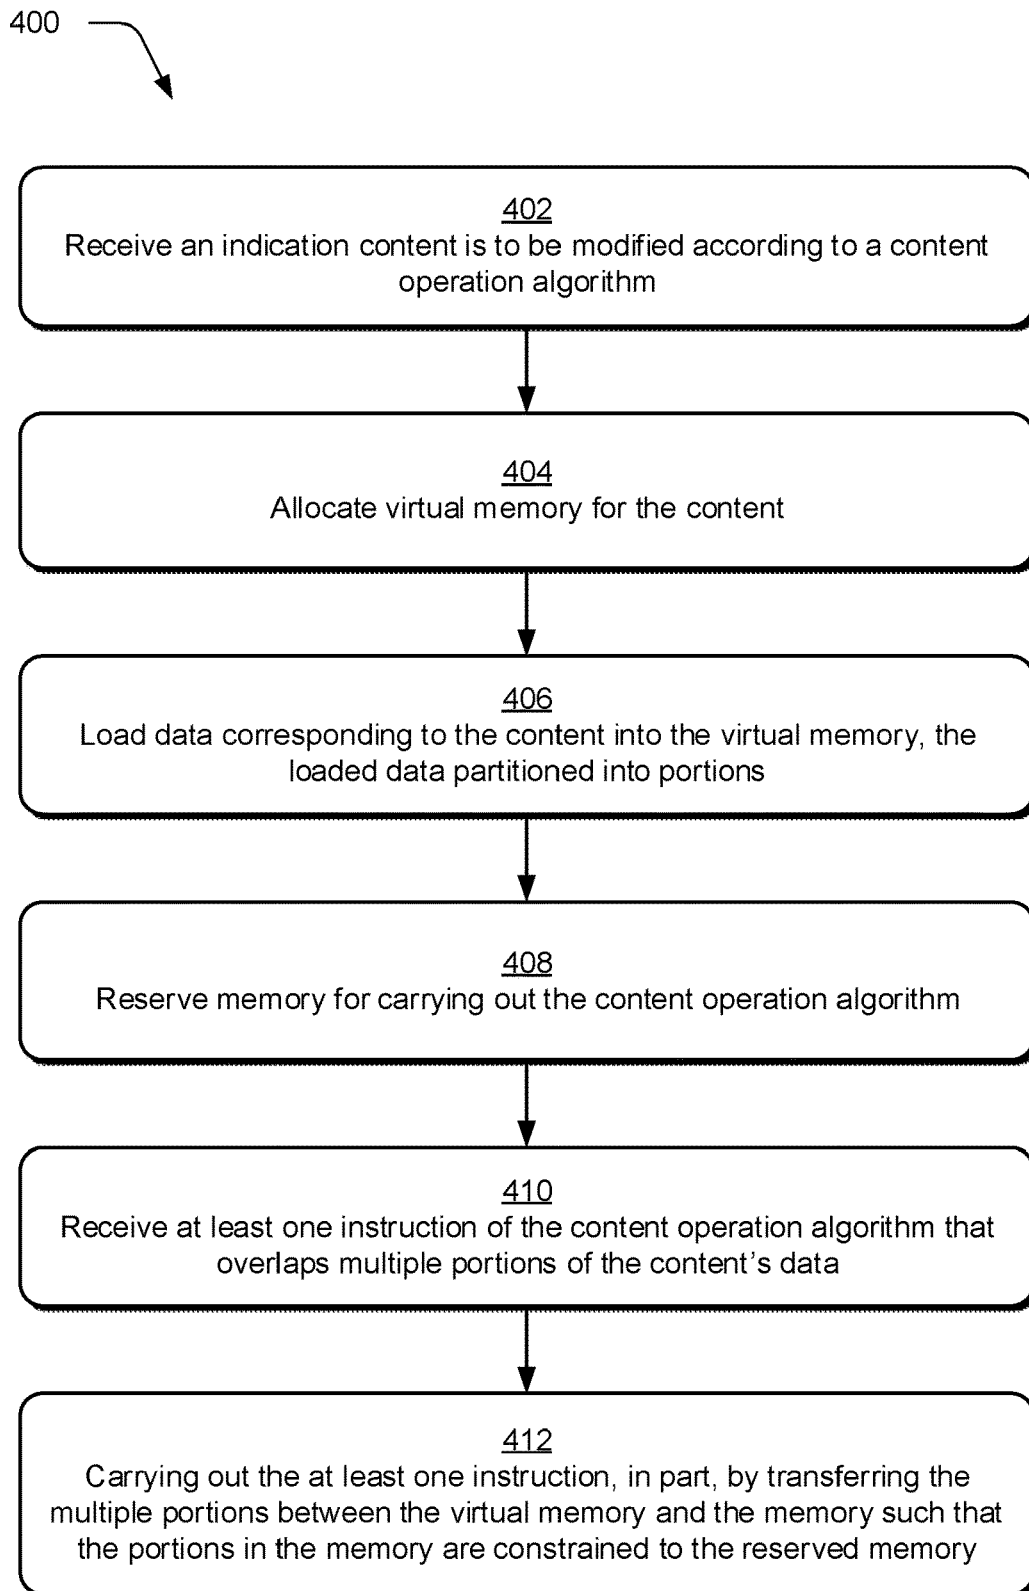 400
402
Receive an indication content is to be modified according to a content
operation algorithm
404
Allocate virtual memory for the content
406
Load data corresponding to the content into the virtual memory, the
loaded data partitioned into portions
408
Reserve memory for carrying out the content operation algorithm
410
Receive at least one instruction of the content operation algorithm that
overlaps multiple portions of the content’s data
412
Carrying out the at least one instruction, in part, by transferring the
multiple portions between the virtual memory and the memory such that
the portions in the memory are constrained to the reserved memory